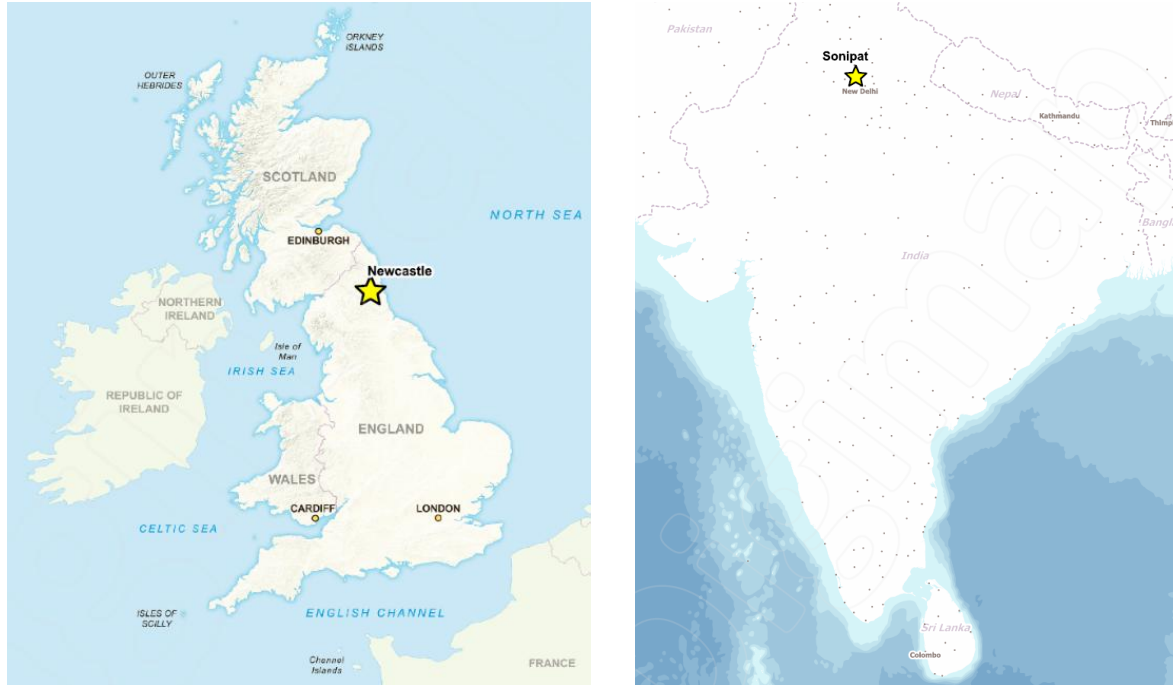 ORKNEY
ISLANDS
OUTER
HEBRIDES
SCOTLAND
NORTH SEA
EDINBURGH
Newcastle
NORTHERN
IRELAND
Isle of
Man
IRISH SEA
REPUBLIC OF
IRELAND
ENGLAND
WALES
CARDIFF
LONDON
CELTIC SEA
ISLES OF
SCILLY
ENGLISH CHANNEL
Channel
Islands
FRANCE
Pakistan
Sonipat
New Delhi
Nepal
Kathmandu
Thimp
Bangl
India
Sri Lanka
Colombo